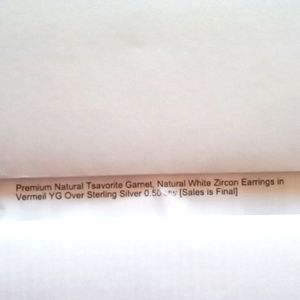 Premium Natural Tsavorite Garnet, Natural White Zircon Earrings in
Vermeil YG Over Sterling Silver 0.50 [Sales is Final]